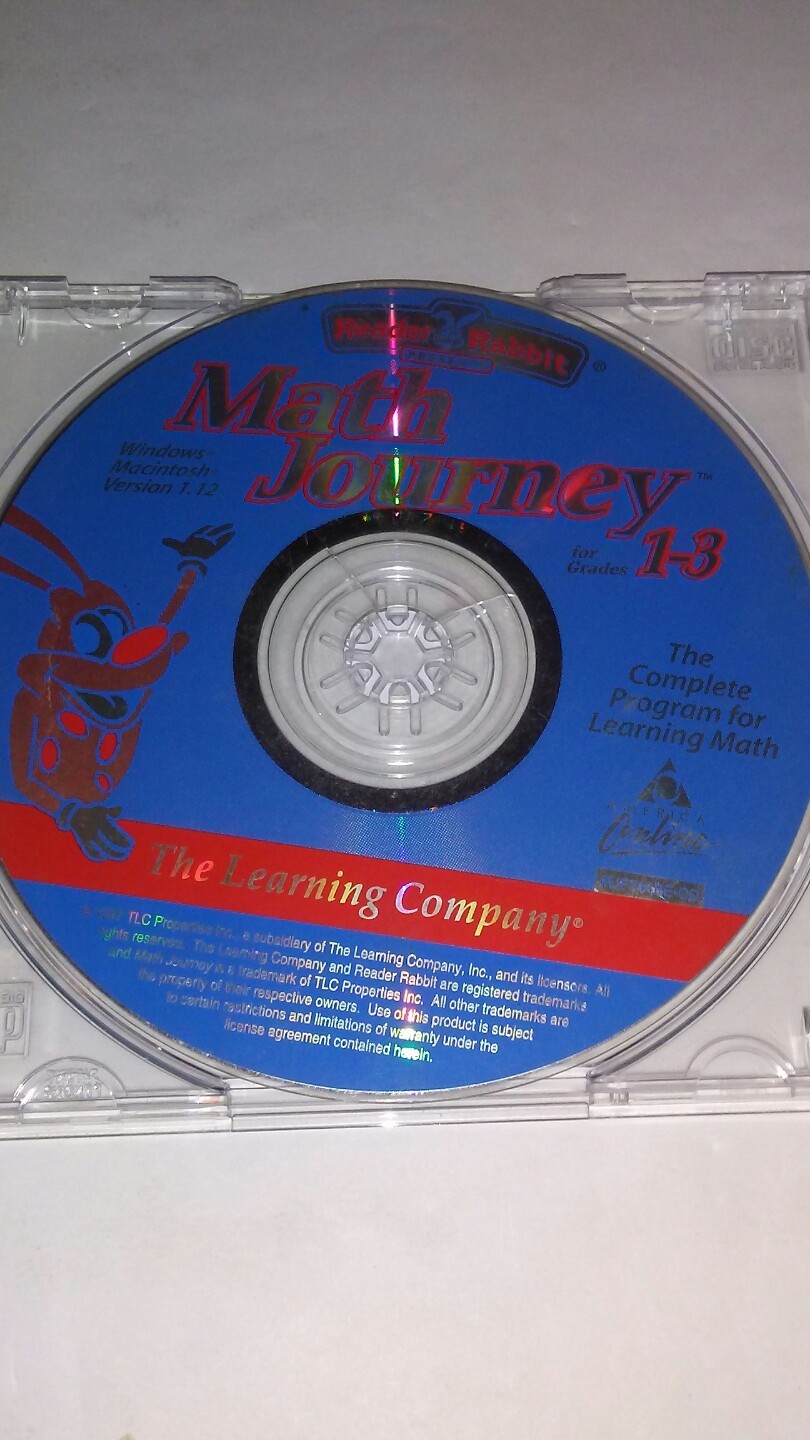 Reader Rabbit ®
Math
Journey ™
for
Grades 1-3
Windows
Macintosh
Version 1.12
The
Complete
Program for
Learning Math
AMERICA
Online
The Learning Company®
TLC Properties Inc., a subsidiary of The Learning Company, Inc., and its licensors. All
rights reserved. The Learning Company and Reader Rabbit are registered trademarks
and Math Journey is a trademark of TLC Properties Inc. All other trademarks are
the property of their respective owners. Use of this product is subject
to certain restrictions and limitations of warranty under the
license agreement contained herein.
disc